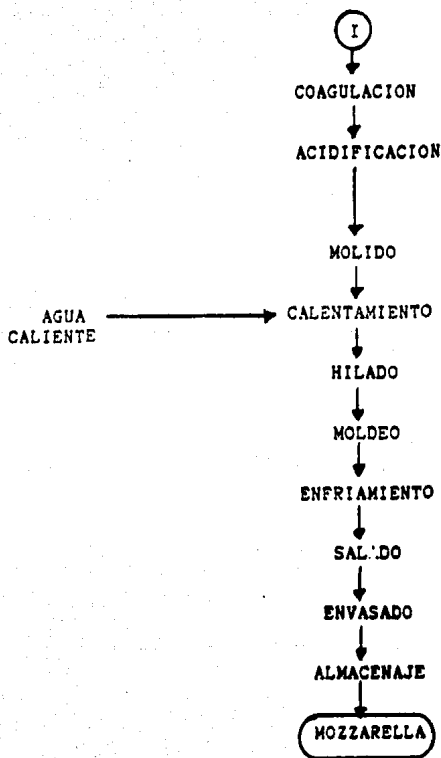 I
COAGULACION
ACIDIFICACION
MOLIDO
AGUA
CALIENTE
CALENTAMIENTO
HILADO
MOLDEO
ENFRIAMIENTO
ENVASADO
ALMACENAJE
MOZZARELLA